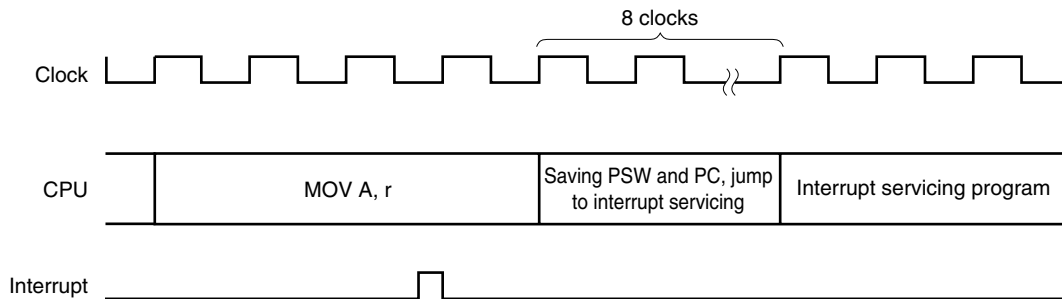 8 clocks
Clock
CPU
MOV A, r
Saving PSW and PC, jump
to interrupt servicing
Interrupt servicing program
Interrupt